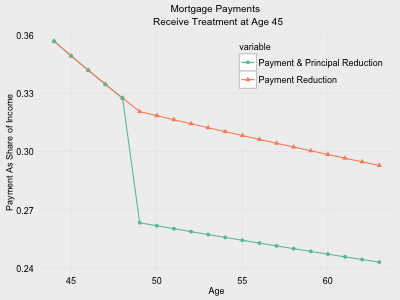 Mortgage Payments
Receive Treatment at Age 45
variable
Payment & Principal Reduction
Payment Reduction
Payment As Share of Income
0.36
0.33
0.30
0.27
0.24
45
50
55
60
Age